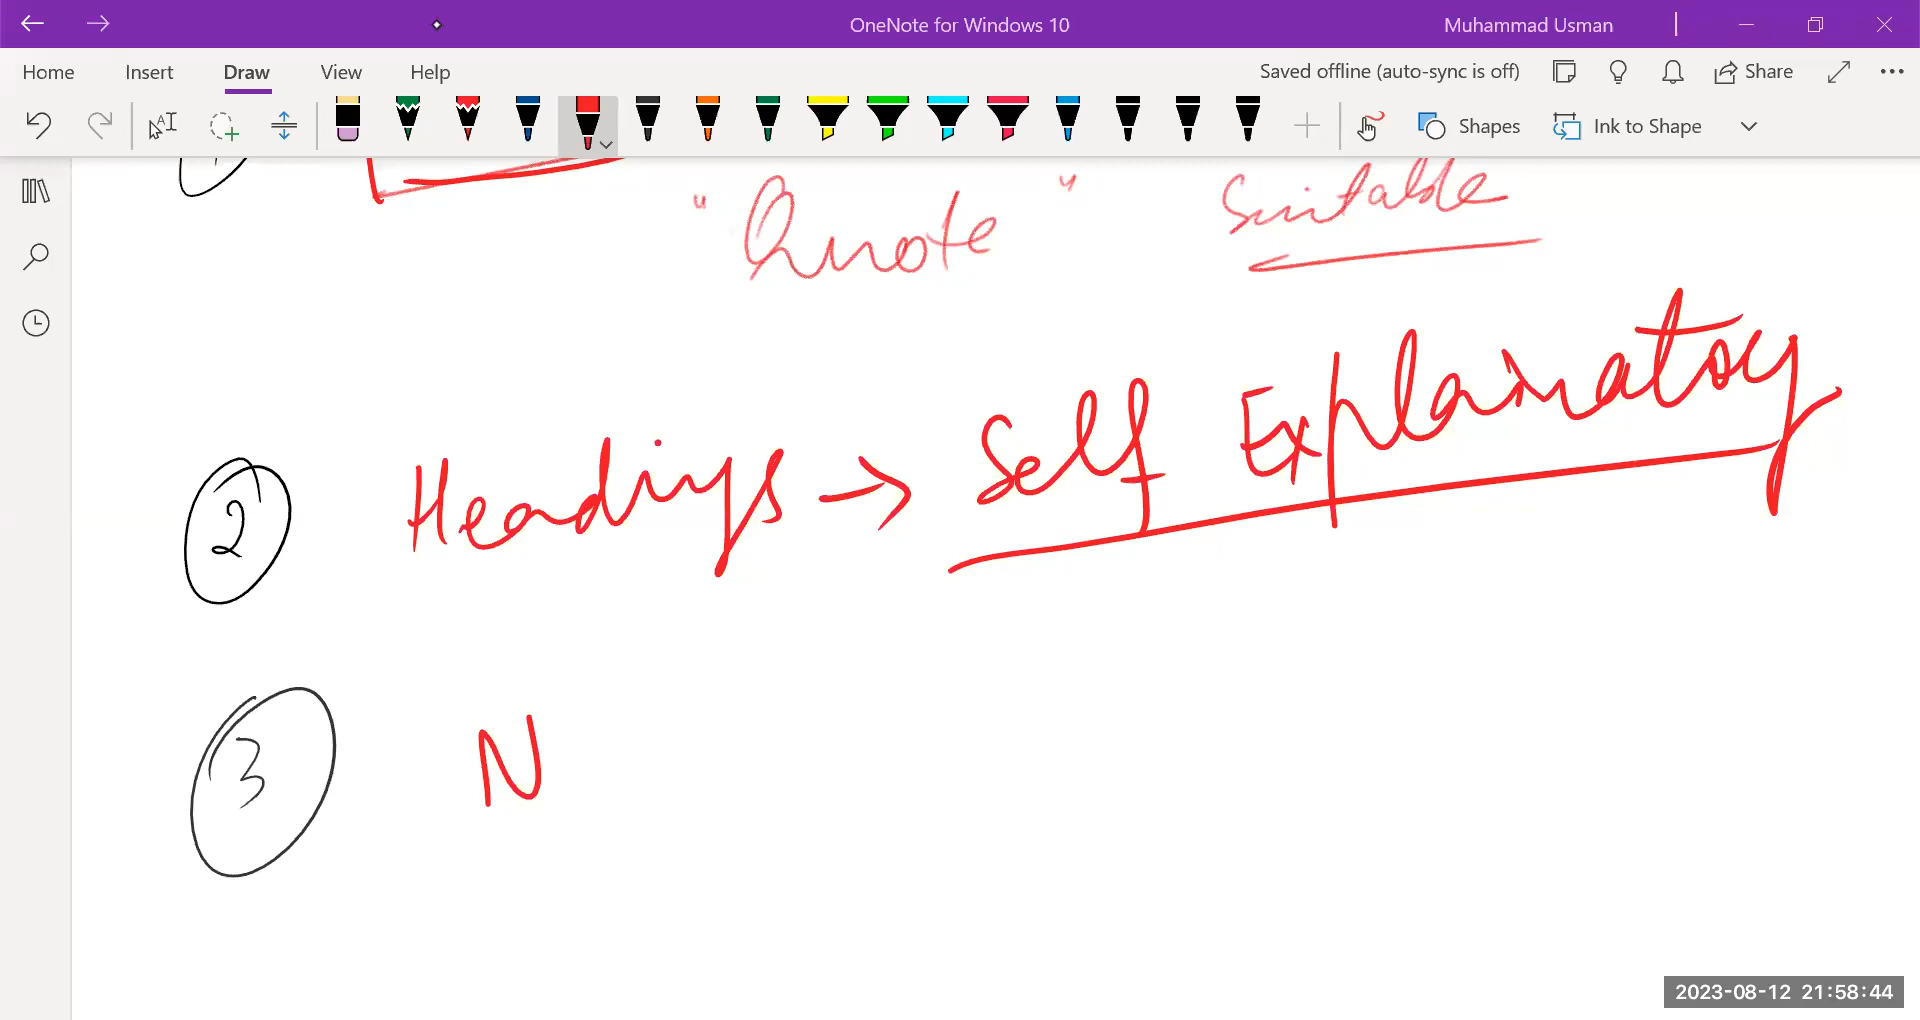 OneNote for Windows 10
Muhammad Usman
Home Insert Draw View Help
Saved offline (auto-sync is off) Share
Shapes Ink to Shape
"Quote" Suitable
2 Headings → Self Explainatory
3 N
2023-08-12 21:58:44